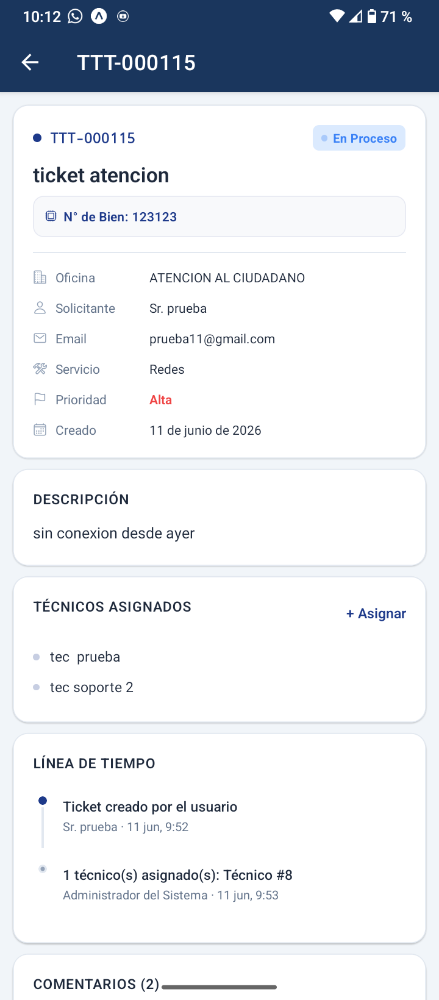 10:12
71 %
TTT-000115
TTT-000115
En Proceso
ticket atencion
N° de Bien: 123123
Oficina ATENCION AL CIUDADANO
Solicitante Sr. prueba
Email prueba11@gmail.com
Servicio Redes
Prioridad Alta
Creado 11 de junio de 2026
DESCRIPCIÓN
sin conexion desde ayer
TÉCNICOS ASIGNADOS
+ Asignar
tec  prueba
tec soporte 2
LÍNEA DE TIEMPO
Ticket creado por el usuario
Sr. prueba · 11 jun, 9:52
1 técnico(s) asignado(s): Técnico #8
Administrador del Sistema · 11 jun, 9:53
COMENTARIOS (2)